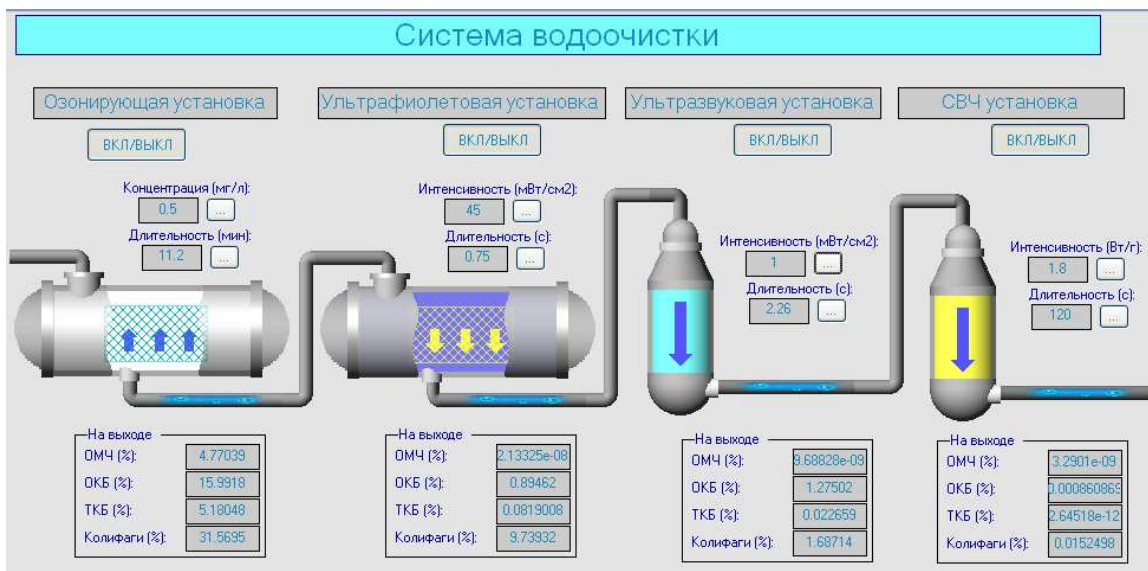 Система водоочистки
Озонирующая установка
ВКЛ/ВЫКЛ
Концентрация (мг/л):
0.5 ...
Длительность (мин):
11.2 ...
На выходе
ОМЧ (%): 4.77039
ОКБ (%): 15.9918
ТКБ (%): 5.18048
Колифаги (%): 31.5695
Ультрафиолетовая установка
ВКЛ/ВЫКЛ
Интенсивность (мВт/см2):
45 ...
Длительность (с):
0.75 ...
На выходе
ОМЧ (%): 2.13325e-08
ОКБ (%): 0.89462
ТКБ (%): 0.0819008
Колифаги (%): 9.73932
Ультразвуковая установка
ВКЛ/ВЫКЛ
Интенсивность (мВт/см2):
1 ...
Длительность (с):
2.26 ...
На выходе
ОМЧ (%): 9.68828e-09
ОКБ (%): 1.27502
ТКБ (%): 0.022659
Колифаги (%): 1.68714
СВЧ установка
ВКЛ/ВЫКЛ
Интенсивность (Вт/г):
1.8 ...
Длительность (с):
120 ...
На выходе
ОМЧ (%): 3.2901e-09
ОКБ (%): 0.000860869
ТКБ (%): 2.64518e-12
Колифаги (%): 0.0152498